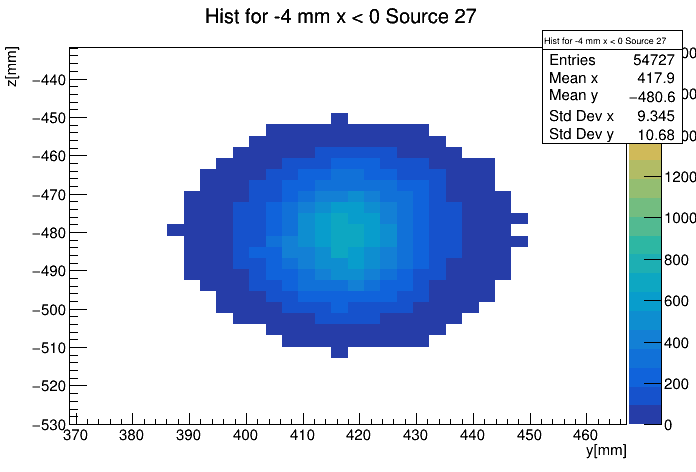 Hist for -4 mm x < 0 Source 27
z[mm]
Hist for -4 mm x < 0 Source 27
Entries 54727
Mean x 417.9
Mean y −480.6
Std Dev x 9.345
Std Dev y 10.68
−440
−450
−460
−470
−480
−490
−500
−510
−520
−530
370 380 390 400 410 420 430 440 450 460
y[mm]
1200
1000
800
600
400
200
0